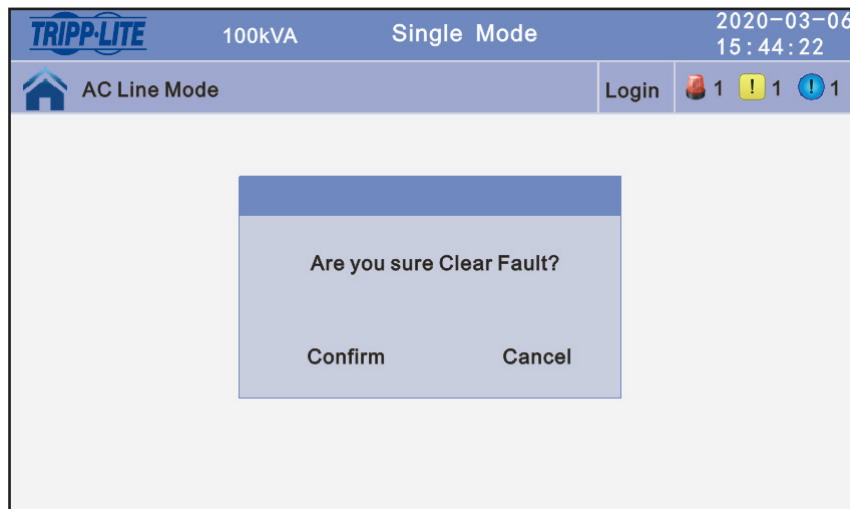 TRIPP·LITE 100kVA Single Mode 2020-03-06
15:44:22
AC Line Mode Login 1 ! 1 ! 1
Are you sure Clear Fault?
Confirm Cancel